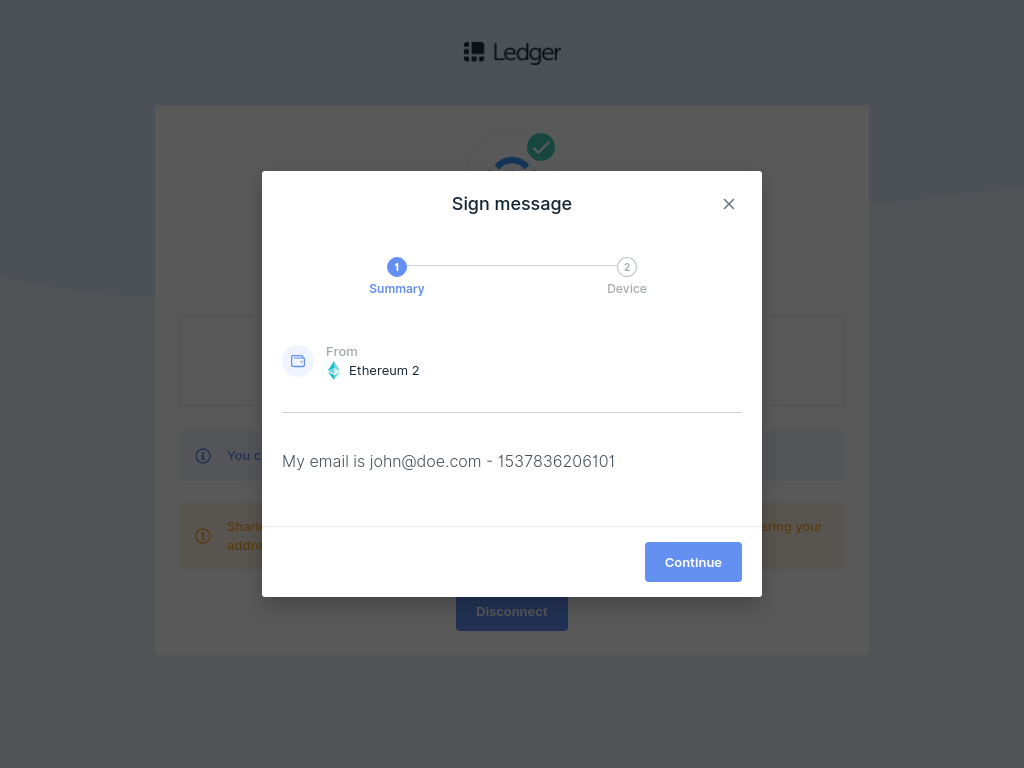 Ledger
Sign message
1
2
Summary
Device
From
Ethereum 2
You c
My email is john@doe.com - 1537836206101
Sharin
aring your
addre
Continue
Disconnect